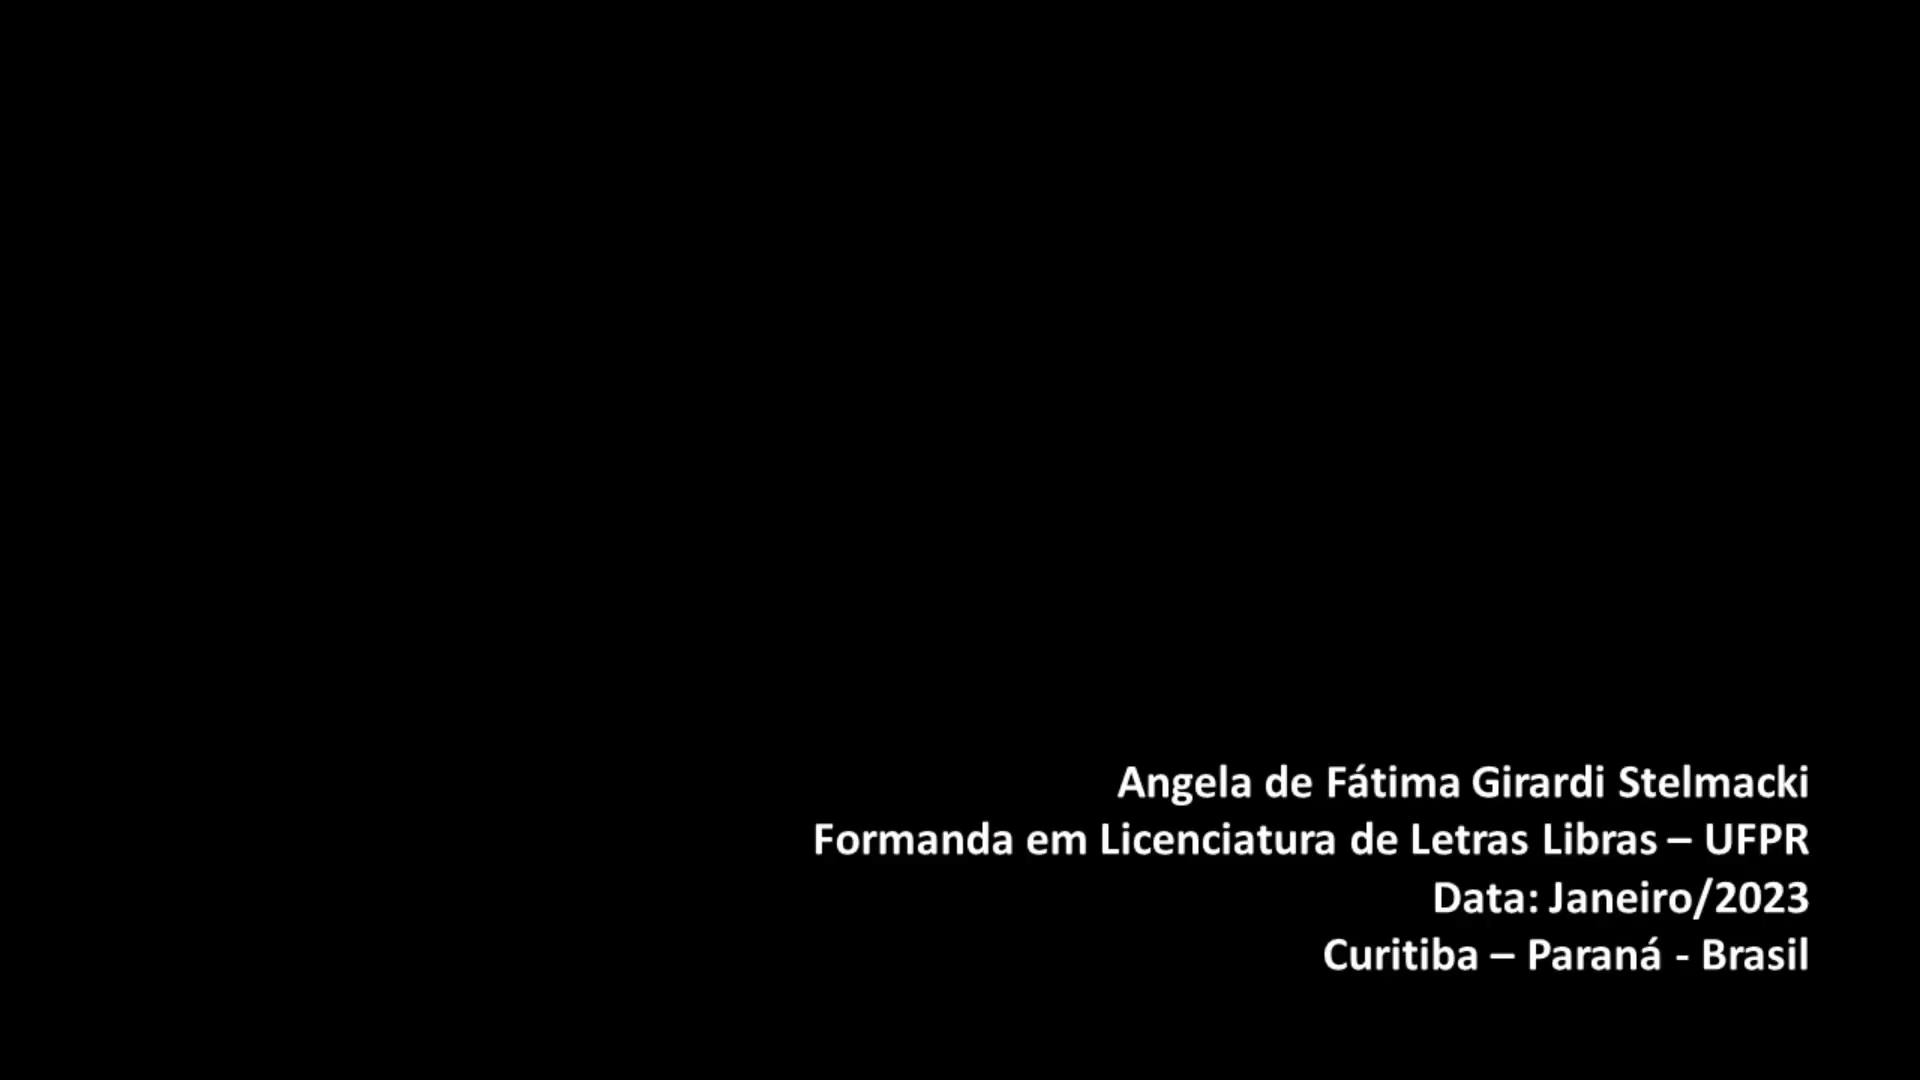 Angela de Fátima Girardi Stelmacki
Formanda em Licenciatura de Letras Libras – UFPR
Data: Janeiro/2023
Curitiba – Paraná - Brasil